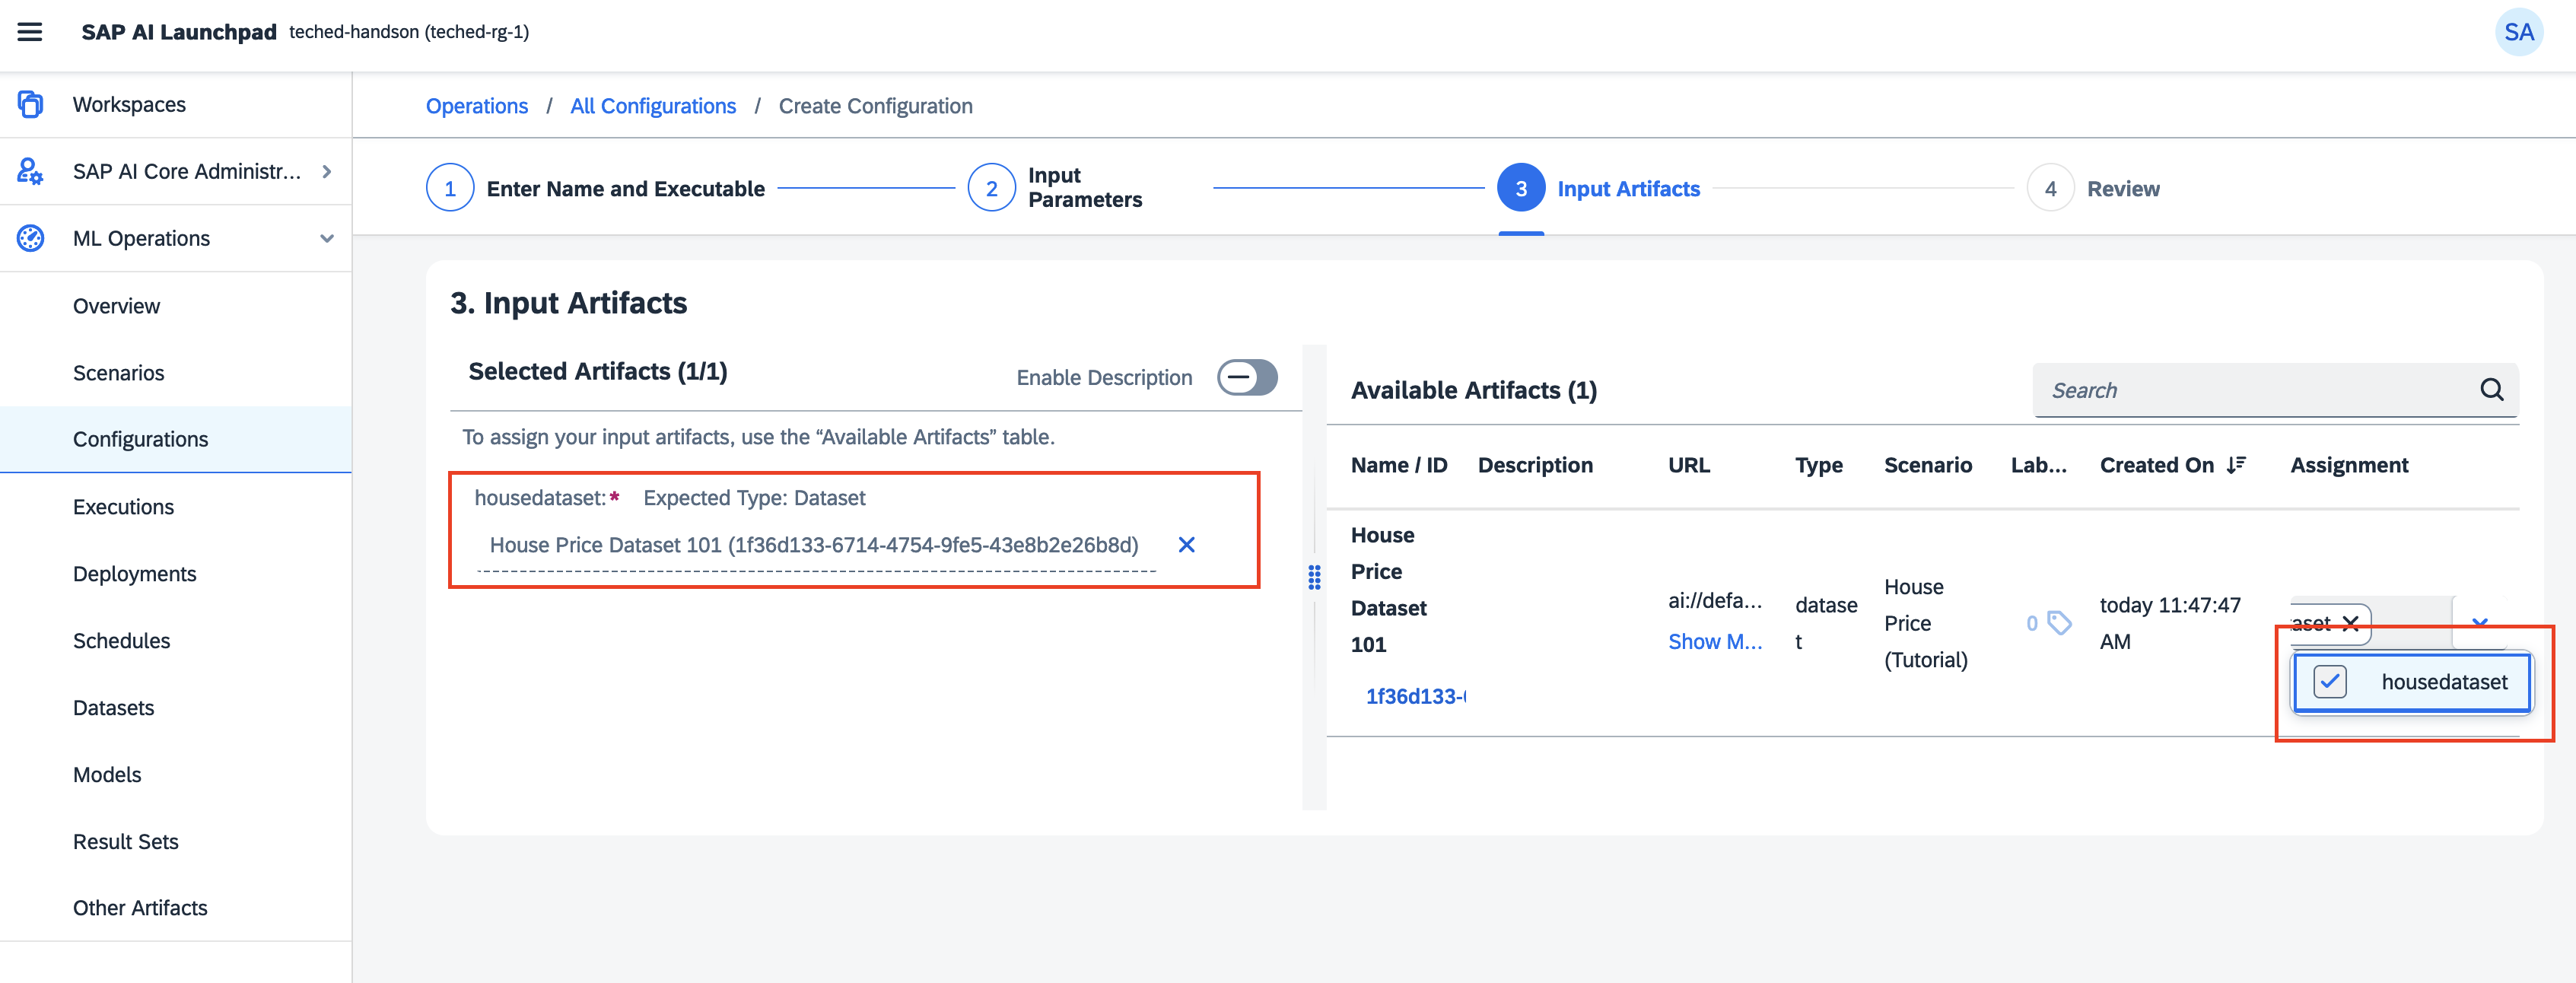 SAP AI Launchpad teched-handson (teched-rg-1)
SA
Workspaces
SAP AI Core Administr...
ML Operations
Overview
Scenarios
Configurations
Executions
Deployments
Schedules
Datasets
Models
Result Sets
Other Artifacts
Operations / All Configurations / Create Configuration
1 Enter Name and Executable
2 Input
Parameters
3 Input Artifacts
4 Review
3. Input Artifacts
Selected Artifacts (1/1)
Enable Description
To assign your input artifacts, use the “Available Artifacts” table.
housedataset:* Expected Type: Dataset
House Price Dataset 101 (1f36d133-6714-4754-9fe5-43e8b2e26b8d)
Available Artifacts (1)
Search
Name / ID Description URL Type Scenario Lab... Created On Assignment
House
Price
Dataset
101
1f36d133-
ai://defa...
Show M...
datase
t
House
Price
(Tutorial)
0
today 11:47:47
AM
aset
housedataset